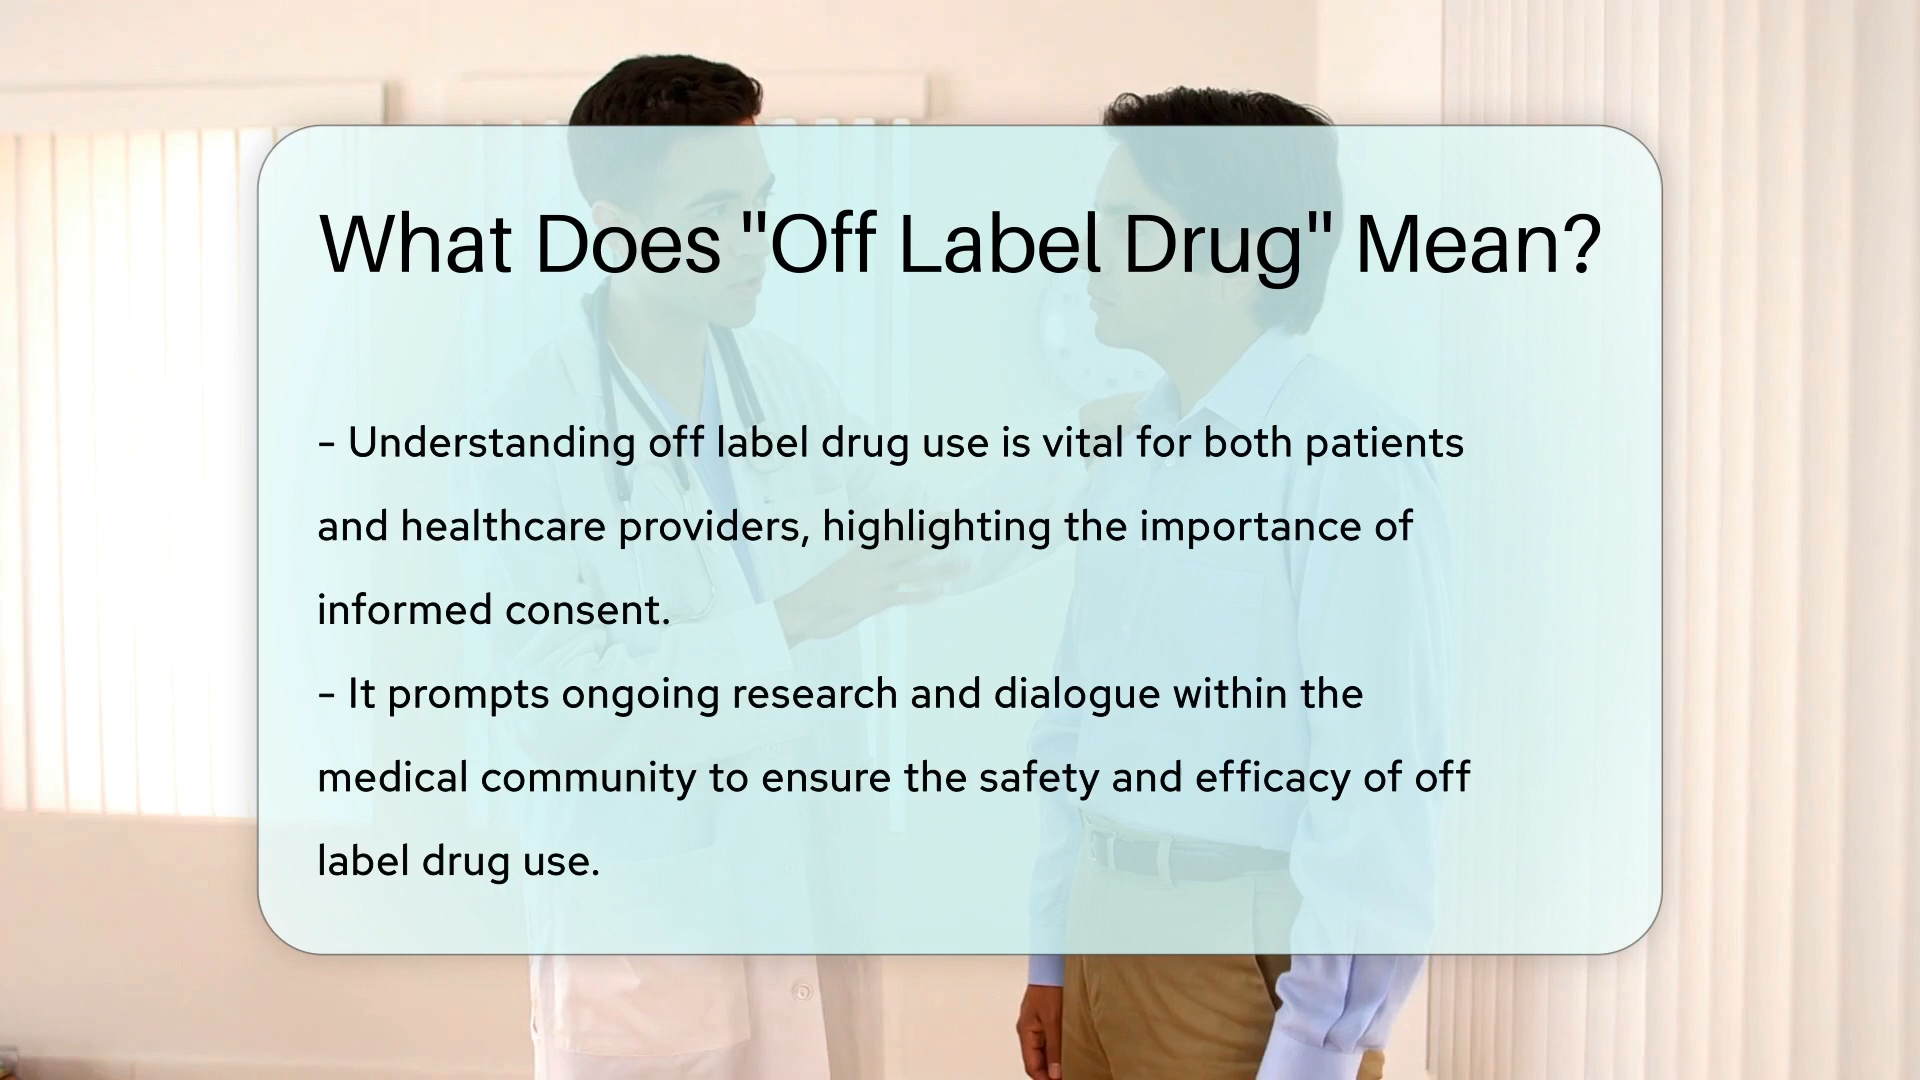 What Does "Off Label Drug" Mean?
– Understanding off label drug use is vital for both patients
and healthcare providers, highlighting the importance of
informed consent.
– It prompts ongoing research and dialogue within the
medical community to ensure the safety and efficacy of off
label drug use.